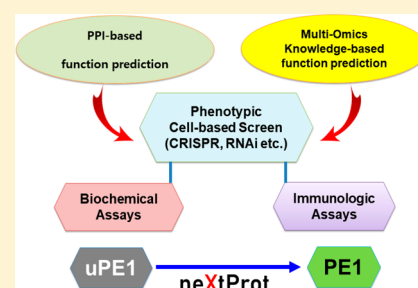 PPI-based
function prediction
Multi-Omics
Knowledge-based
function prediction
Phenotypic
Cell-based Screen
(CRISPR, RNAi etc.)
Biochemical
Assays
Immunologic
Assays
uPE1
neXtProt
PE1